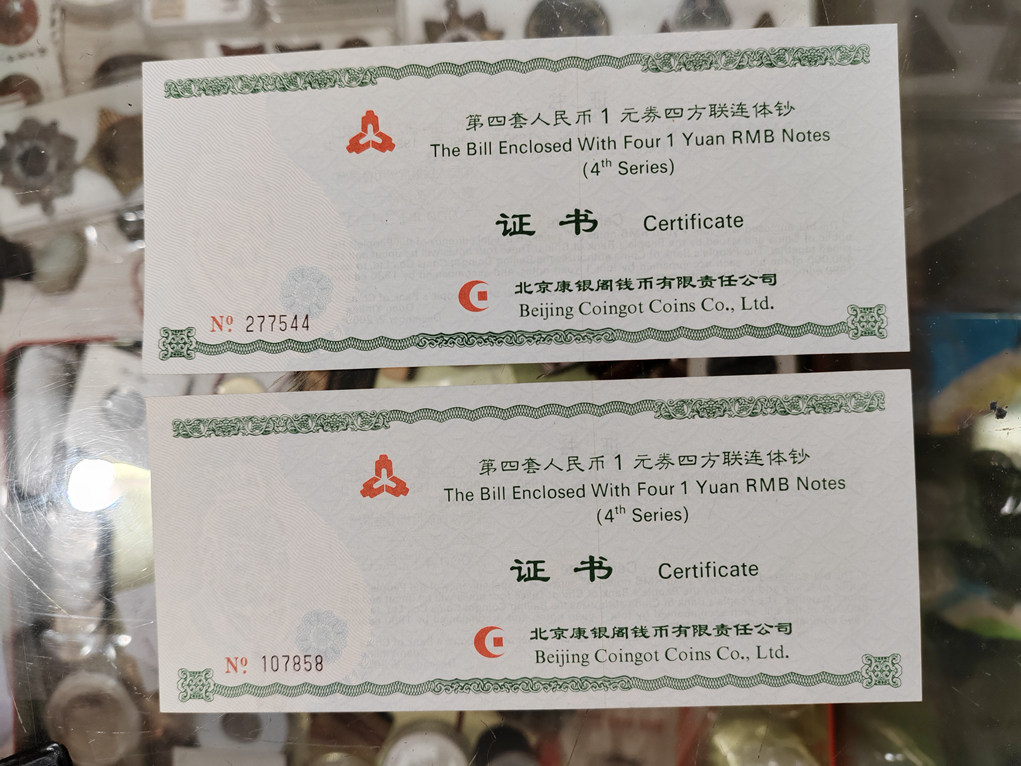 第四套人民币1元券四方联连体钞
The Bill Enclosed With Four 1 Yuan RMB Notes
(4th Series)
证书 Certificate
北京康银阁钱币有限责任公司
Beijing Coingot Coins Co., Ltd.
Nº 277544
第四套人民币1元券四方联连体钞
The Bill Enclosed With Four 1 Yuan RMB Notes
(4th Series)
证书 Certificate
北京康银阁钱币有限责任公司
Beijing Coingot Coins Co., Ltd.
Nº 107858